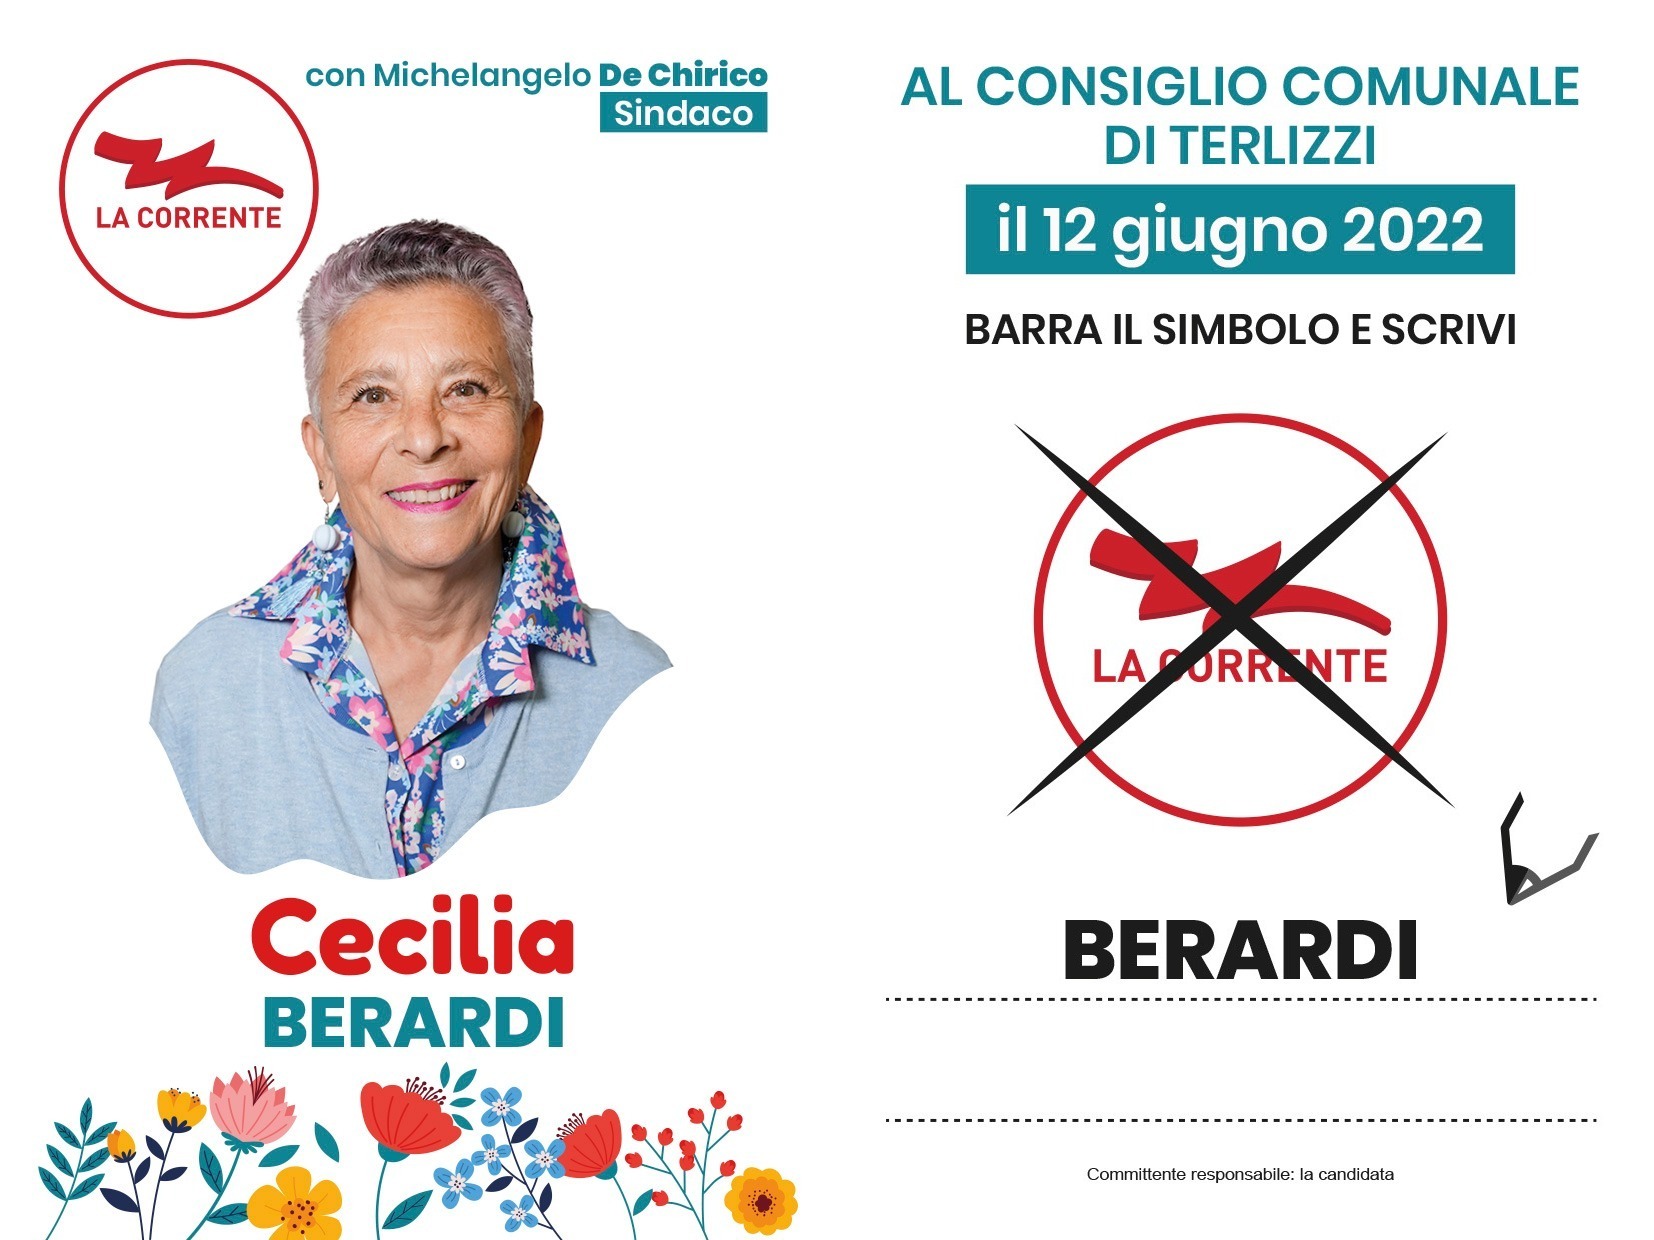 con Michelangelo De Chirico
Sindaco
LA CORRENTE
Cecilia
BERARDI
AL CONSIGLIO COMUNALE
DI TERLIZZI
il 12 giugno 2022
BARRA IL SIMBOLO E SCRIVI
LA CORRENTE
BERARDI
Committente responsabile: la candidata